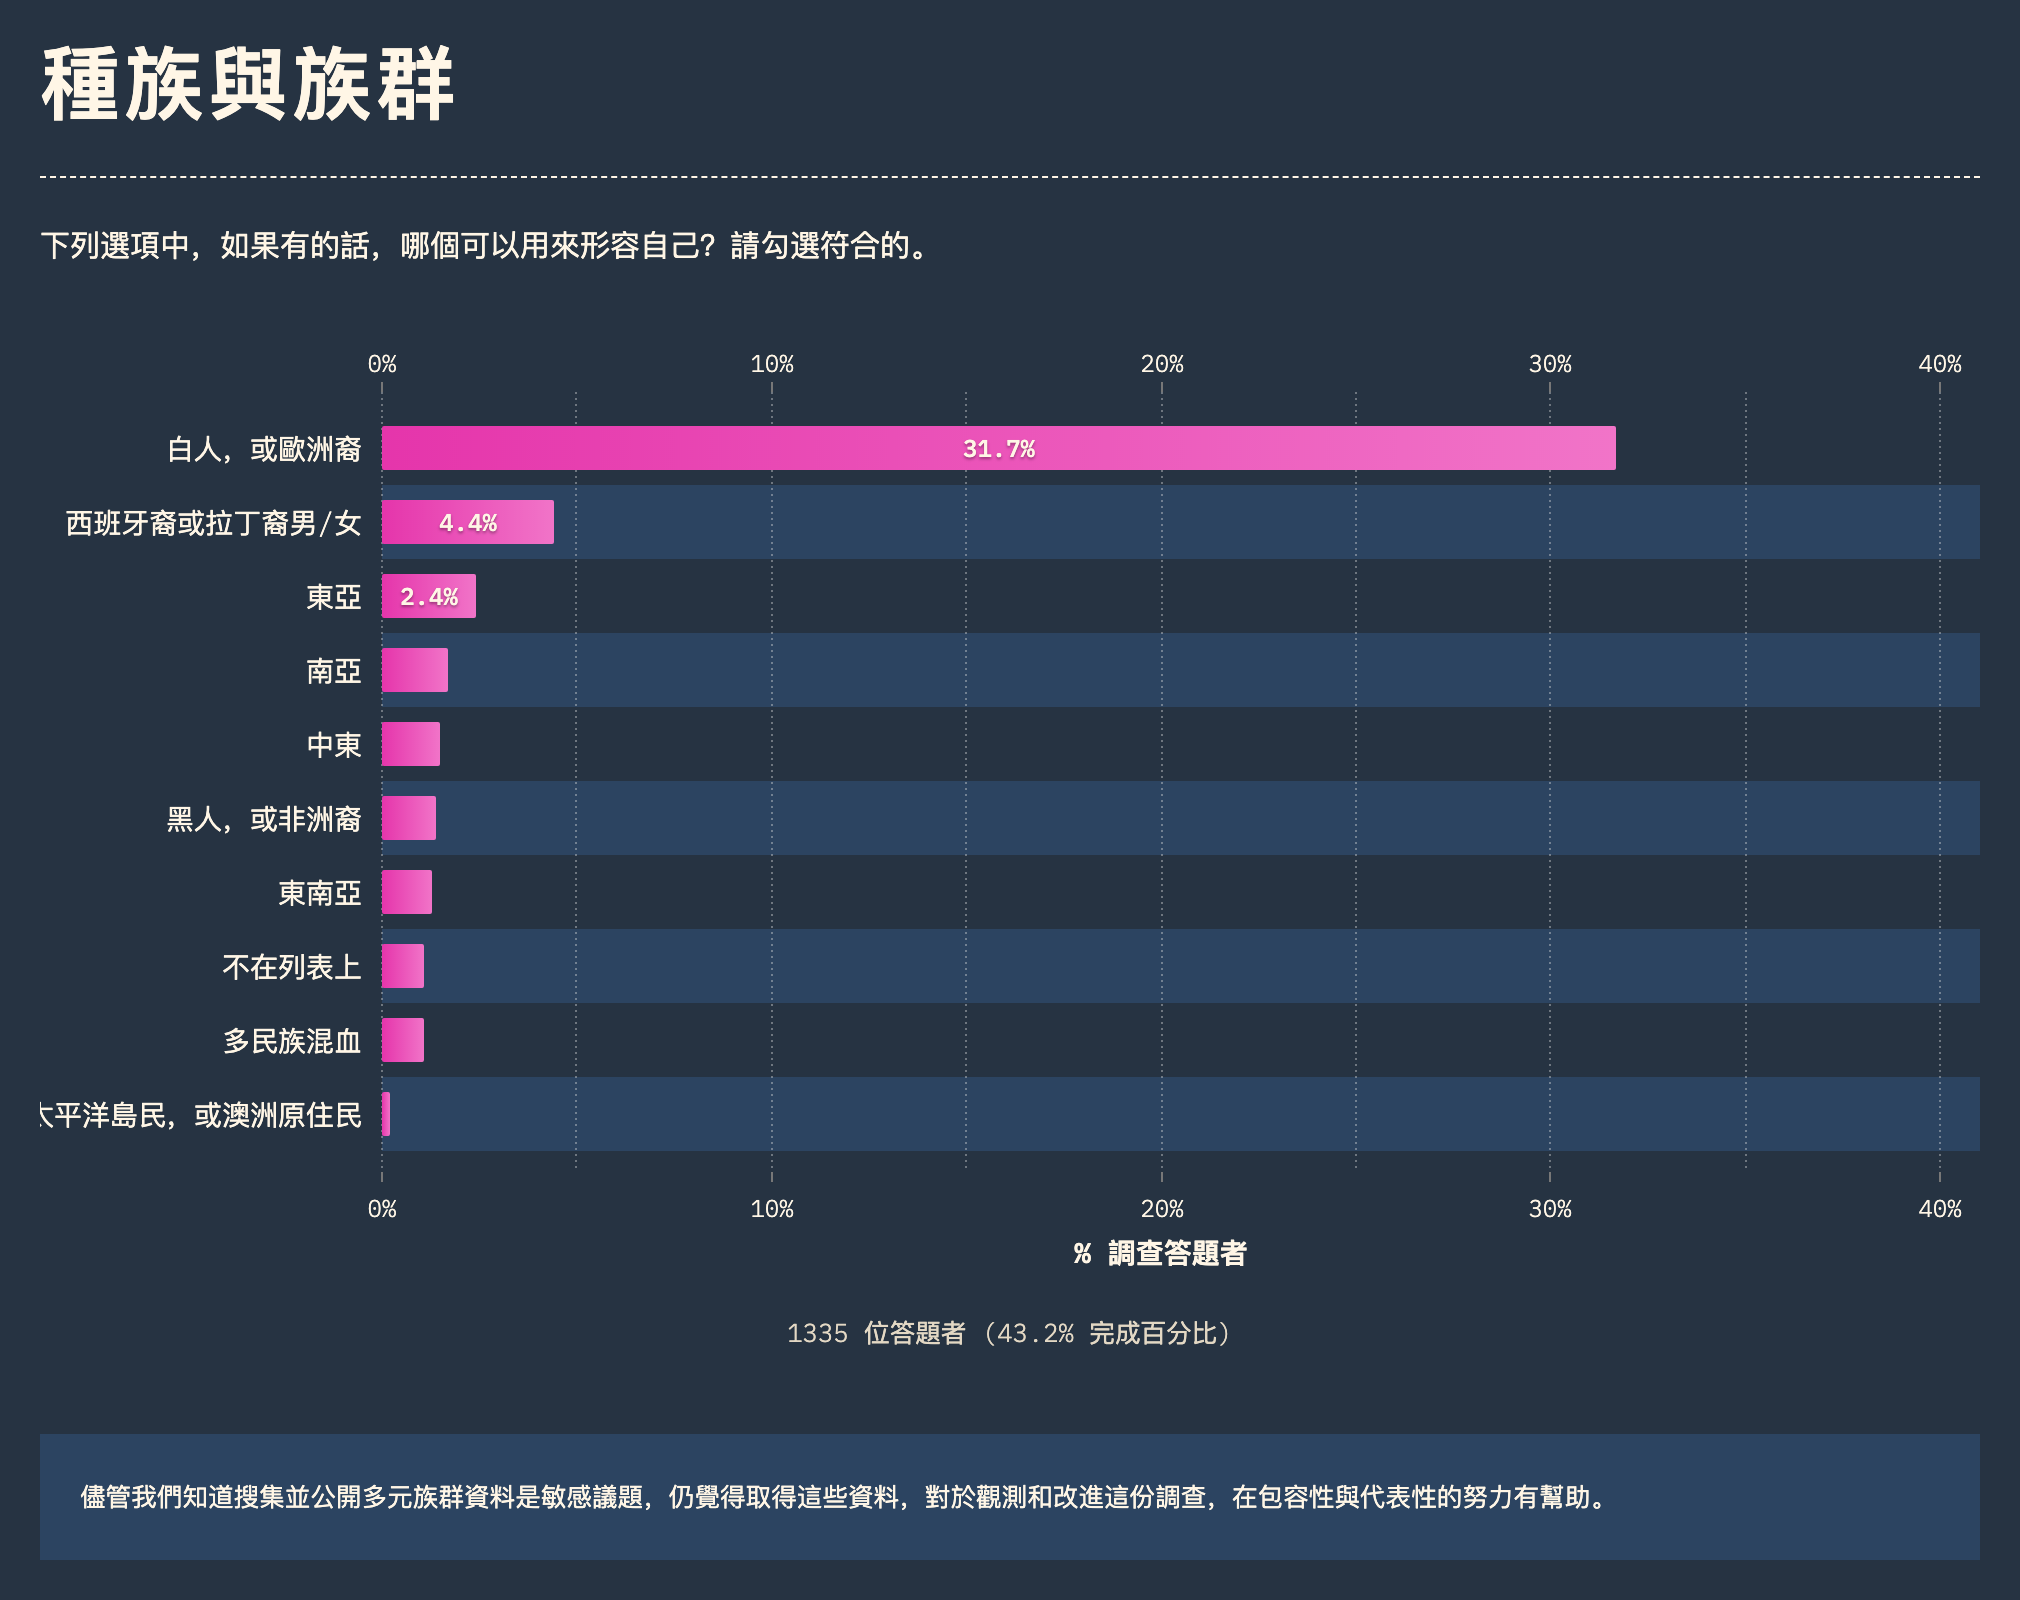 種族與族群
下列選項中，如果有的話，哪個可以用來形容自己？請勾選符合的。
0% 10% 20% 30% 40%
白人，或歐洲裔 31.7%
西班牙裔或拉丁裔男/女 4.4%
東亞 2.4%
南亞
中東
黑人，或非洲裔
東南亞
不在列表上
多民族混血
太平洋島民，或澳洲原住民
0% 10% 20% 30% 40%
% 調查答題者
1335 位答題者 (43.2% 完成百分比)
儘管我們知道搜集並公開多元族群資料是敏感議題，仍覺得取得這些資料，對於觀測和改進這份調查，在包容性與代表性的努力有幫助。